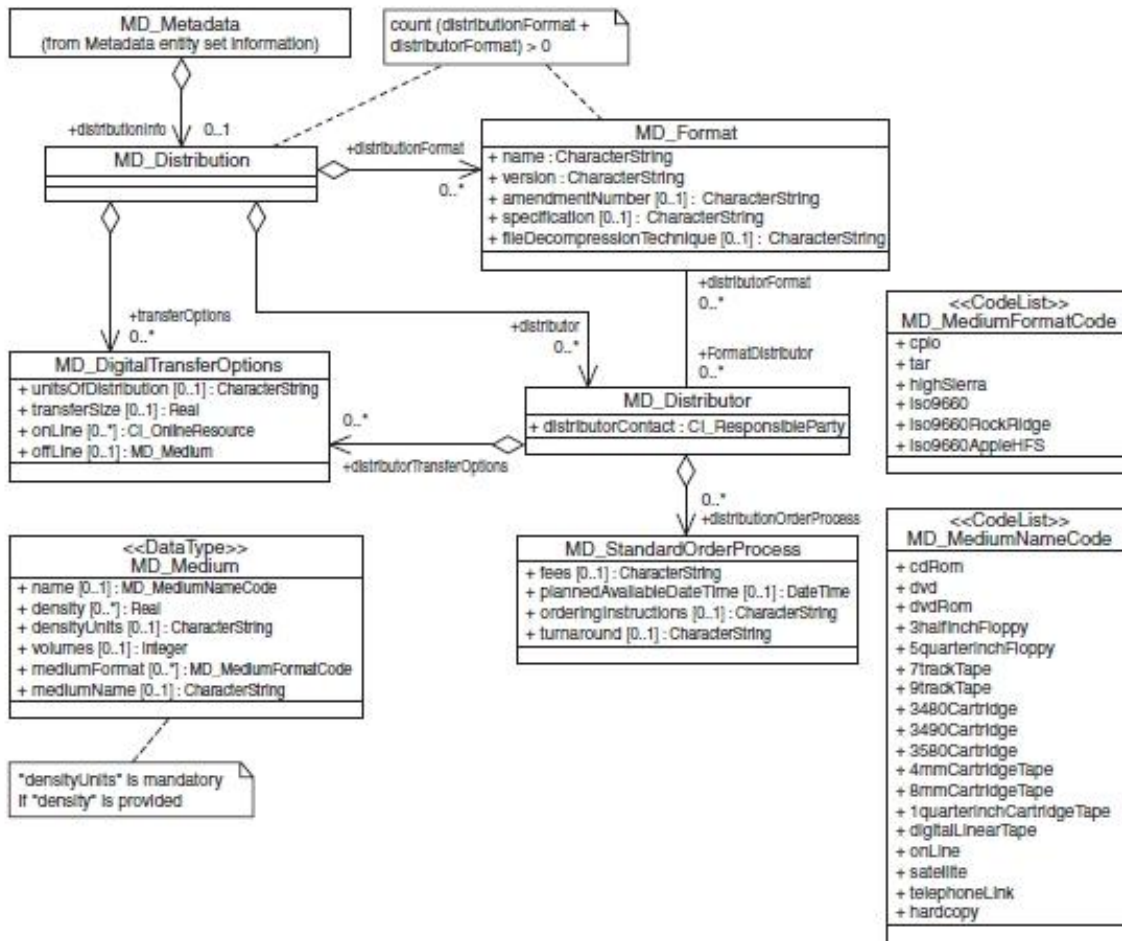 MD_Metadata
(from Metadata entity set information)
count (distributionFormat +
distributorFormat) > 0
+distributionInfo 0..1
MD_Distribution
+distributionFormat
0..*
MD_Format
+ name : CharacterString
+ version : CharacterString
+ amendmentNumber [0..1] : CharacterString
+ specification [0..1] : CharacterString
+ fileDecompressionTechnique [0..1] : CharacterString
+transferOptions
0..*
+distributor
0..*
+distributorFormat
0..*
+FormatDistributor
0..*
MD_DigitalTransferOptions
+ unitsOfDistribution [0..1] : CharacterString
+ transferSize [0..1] : Real
+ onLine [0..*] : CI_OnlineResource
+ offLine [0..1] : MD_Medium
0..*
+distributorTransferOptions
MD_Distributor
+ distributorContact : CI_ResponsibleParty
0..*
+distributionOrderProcess
MD_StandardOrderProcess
+ fees [0..1] : CharacterString
+ plannedAvailableDateTime [0..1] : DateTime
+ orderingInstructions [0..1] : CharacterString
+ turnaround [0..1] : CharacterString
<<DataType>>
MD_Medium
+ name [0..1] : MD_MediumNameCode
+ density [0..*] : Real
+ densityUnits [0..1] : CharacterString
+ volumes [0..1] : Integer
+ mediumFormat [0..*] : MD_MediumFormatCode
+ mediumName [0..1] : CharacterString
"densityUnits" is mandatory
if "density" is provided
<<CodeList>>
MD_MediumFormatCode
+ cpio
+ tar
+ highSierra
+ iso9660
+ iso9660RockRidge
+ iso9660AppleHFS
<<CodeList>>
MD_MediumNameCode
+ cdRom
+ dvd
+ dvdRom
+ 3halfInchFloppy
+ 5quarterInchFloppy
+ 7trackTape
+ 9trackTape
+ 3480Cartridge
+ 3490Cartridge
+ 3580Cartridge
+ 4mmCartridgeTape
+ 8mmCartridgeTape
+ 1quarterInchCartridgeTape
+ digitalLinearTape
+ onLine
+ satellite
+ telephoneLink
+ hardcopy